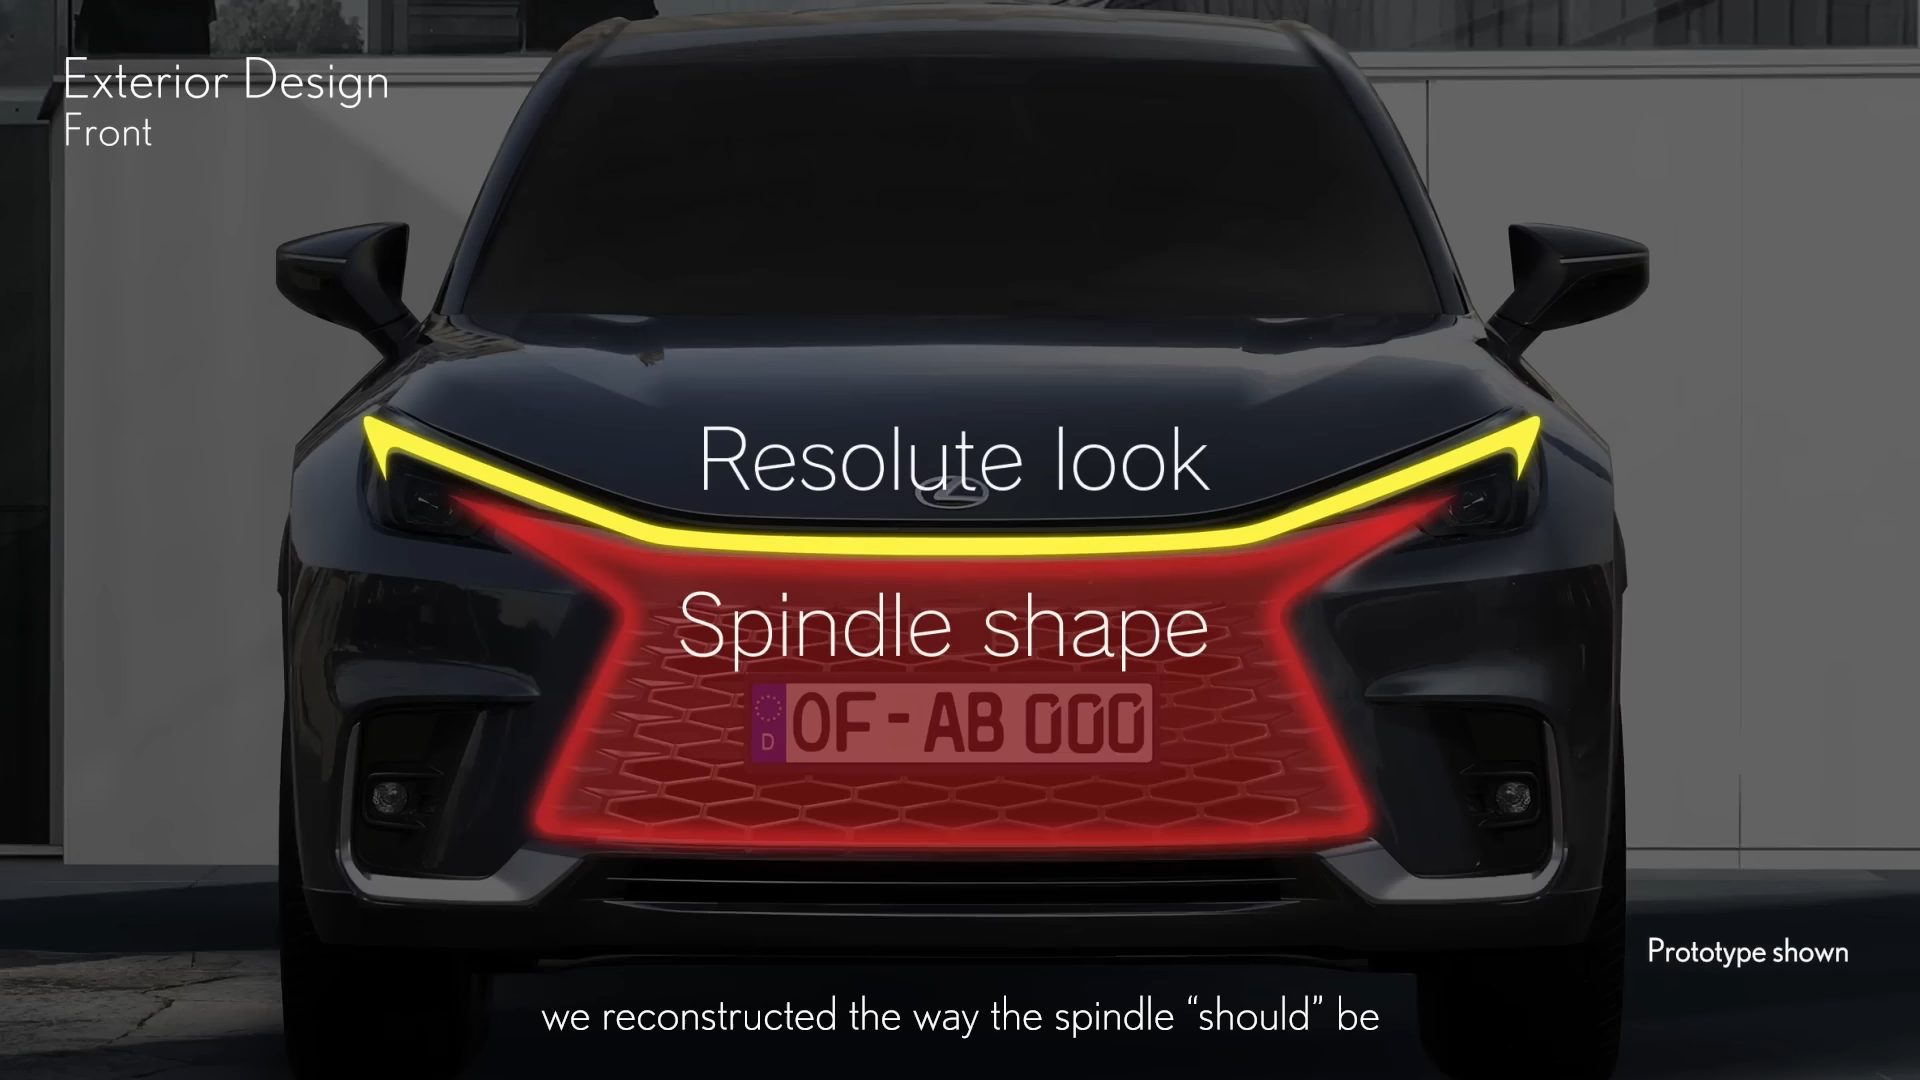 Exterior Design
Front
Resolute look
Spindle shape
D
OF-AB 000
Prototype shown
we reconstructed the way the spindle “should” be